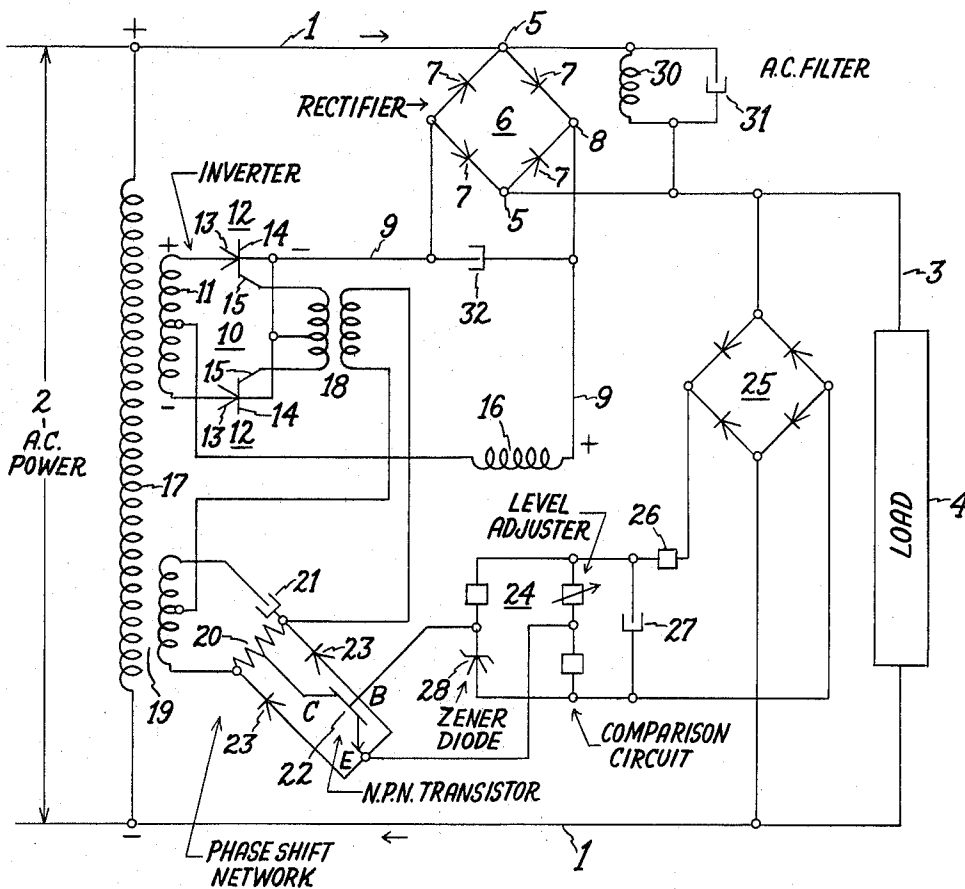 +
1 →
5
7
7
30
A.C. FILTER
31
RECTIFIER→
6
8
INVERTER
7
7
5
13
12
14
−
9
+
11
15
32
3
10
15
18
25
−
14
13
12
16
9
+
2
A.C.
POWER
17
LEVEL
ADJUSTER
26
4
LOAD
21
24
27
20
23
28
B
ZENER
DIODE
19
C
COMPARISON
CIRCUIT
23
22
E
N.P.N. TRANSISTOR
−
←
1
PHASE SHIFT
NETWORK